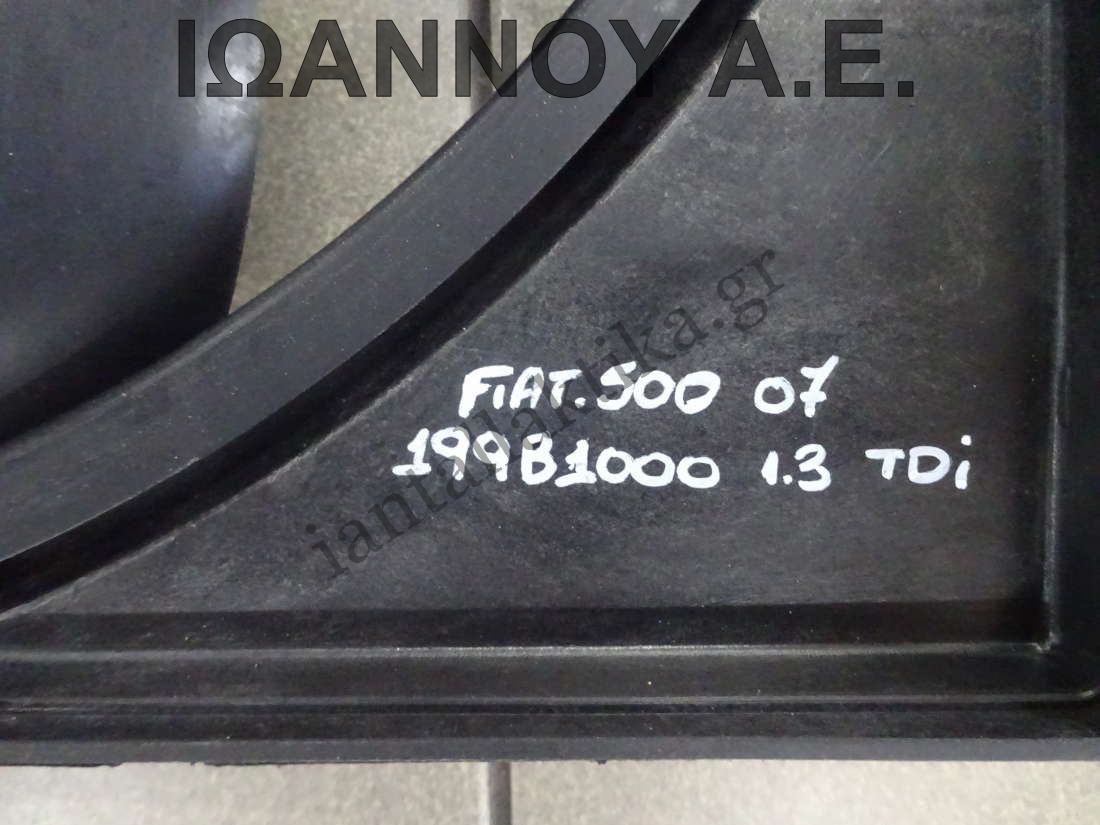 ΙΩΑΝΝΟΥ Α.Ε.
iantallaktika.gr
FIAT.500 07
199B1000 1.3 TDi